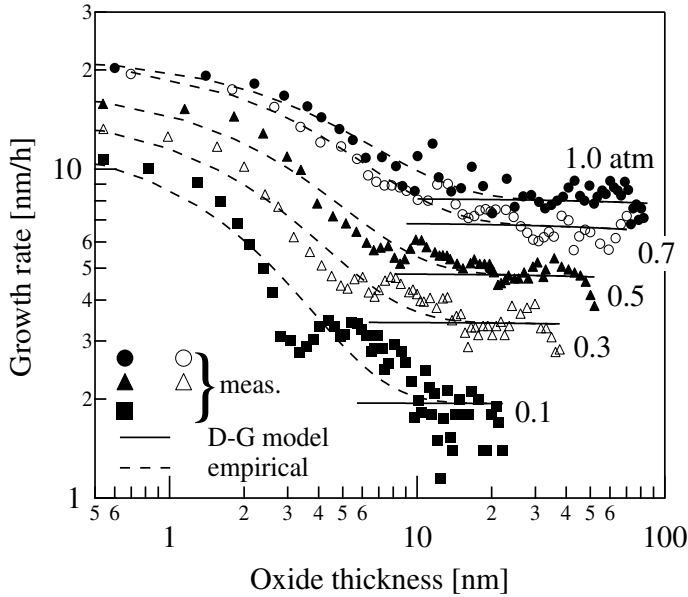 3
2
10
8
6
5
4
3
2
1
Growth rate [nm/h]
1.0 atm
0.7
0.5
0.3
0.1
meas.
D-G model
empirical
5 6 1 2 3 4 5 6 10 2 3 4 5 6 100
Oxide thickness [nm]